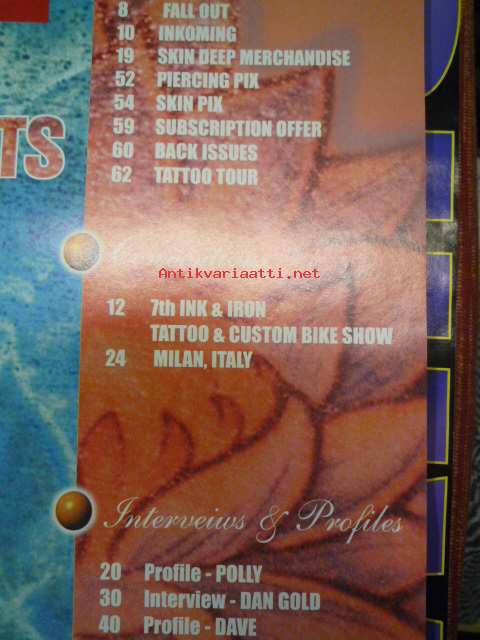 8 FALL OUT
10 INKOMING
19 SKIN DEEP MERCHANDISE
52 PIERCING PIX
54 SKIN PIX
59 SUBSCRIPTION OFFER
TS
60 BACK ISSUES
62 TATTOO TOUR
Antikvariaatti.net
12 7th INK & IRON
TATTOO & CUSTOM BIKE SHOW
24 MILAN, ITALY
Interveiws & Profiles
20 Profile - POLLY
30 Interview - DAN GOLD
40 Profile - DAVE